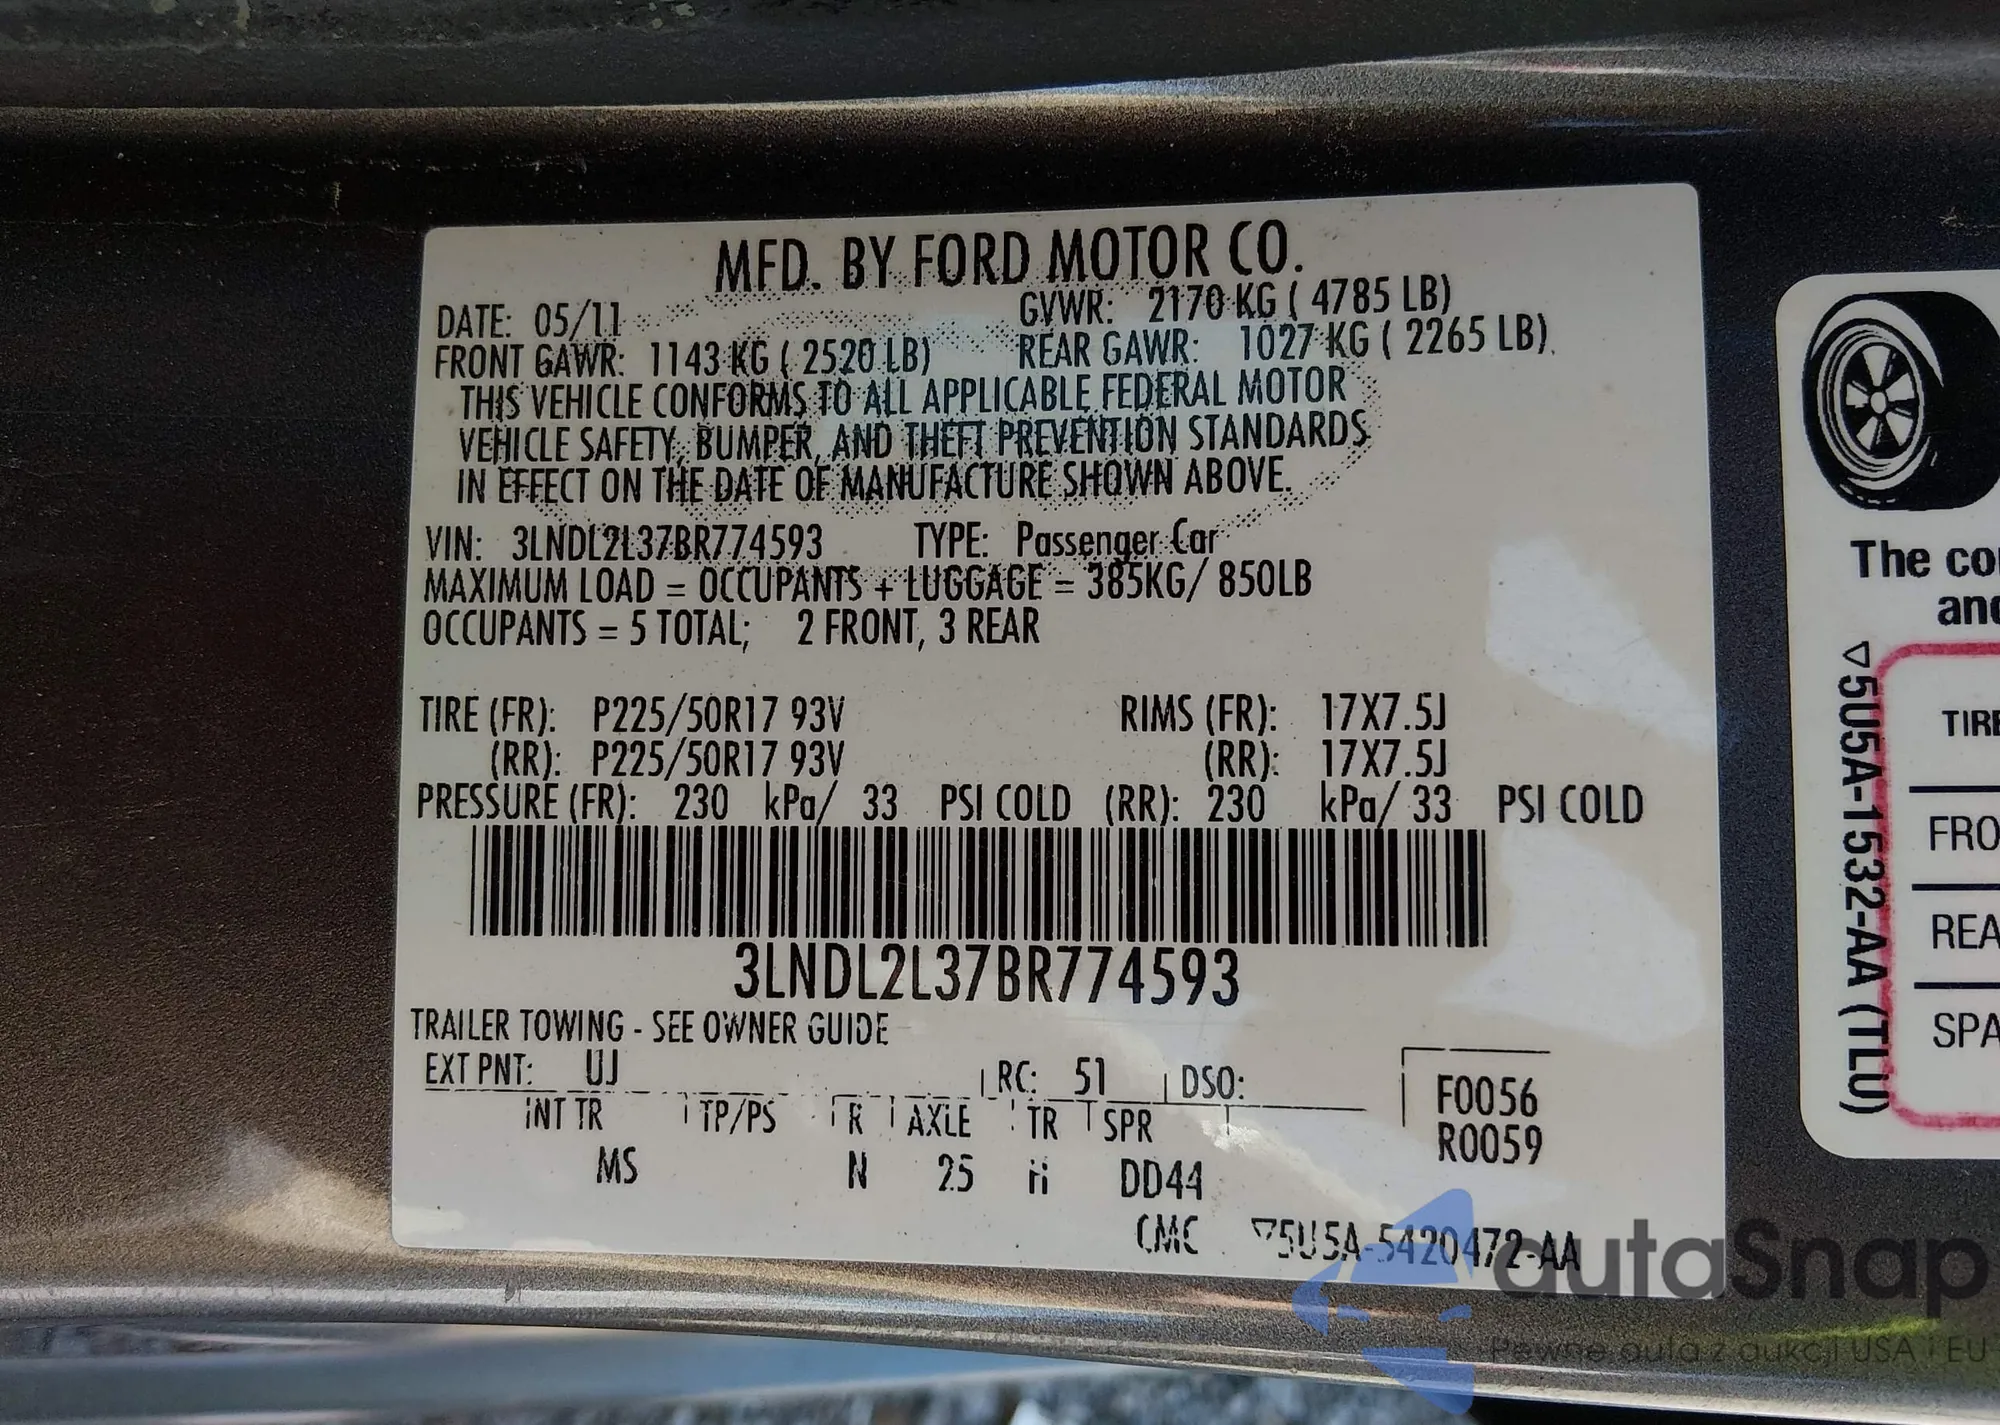 MFD. BY FORD MOTOR CO.
DATE: 05/11 GVWR: 2170 KG ( 4785 LB)
FRONT GAWR: 1143 KG ( 2520 LB) REAR GAWR: 1027 KG ( 2265 LB).
THIS VEHICLE CONFORMS TO ALL APPLICABLE FEDERAL MOTOR
VEHICLE SAFETY, BUMPER, AND THEFT PREVENTION STANDARDS
IN EFFECT ON THE DATE OF MANUFACTURE SHOWN ABOVE.
VIN: 3LNDL2L37BR774593 TYPE: Passenger Car
MAXIMUM LOAD = OCCUPANTS + LUGGAGE = 385KG/ 850LB
OCCUPANTS = 5 TOTAL; 2 FRONT, 3 REAR
TIRE (FR): P225/50R17 93V RIMS (FR): 17X7.5J
(RR): P225/50R17 93V (RR): 17X7.5J
PRESSURE (FR): 230 kPa/ 33 PSI COLD (RR): 230 kPa/ 33 PSI COLD
3LNDL2L37BR774593
TRAILER TOWING - SEE OWNER GUIDE
EXT PNT: UJ RC: 51 DSO:
INT TR TP/PS R AXLE TR SPR
MS N 25 H DD44
F0056
R0059
CMC ▽5U5A-5420472-AA
The co
and
▽5U5A-1532-AA (TLU)
TIRE
FRO
REA
SPA
autaSnap
Pewne auta z aukcji USA i EU